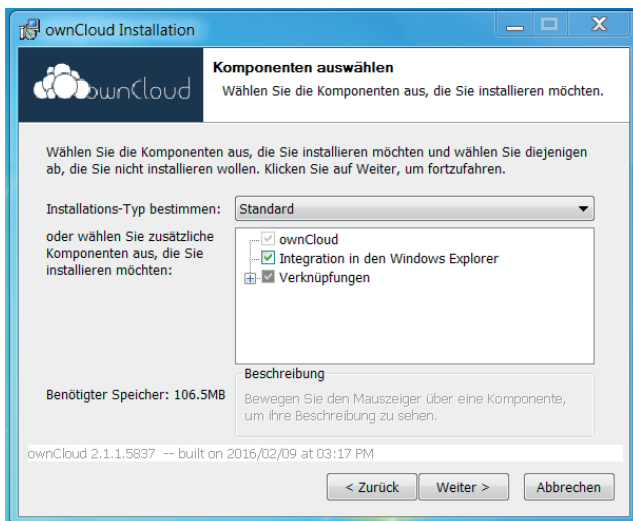 ownCloud Installation
ownCloud
Komponenten auswählen
Wählen Sie die Komponenten aus, die Sie installieren möchten.
Wählen Sie die Komponenten aus, die Sie installieren möchten und wählen Sie diejenigen
ab, die Sie nicht installieren wollen. Klicken Sie auf Weiter, um fortzufahren.
Installations-Typ bestimmen:
Standard
oder wählen Sie zusätzliche
Komponenten aus, die Sie
installieren möchten:
ownCloud
Integration in den Windows Explorer
Verknüpfungen
Benötigter Speicher: 106.5MB
Beschreibung
Bewegen Sie den Mauszeiger über eine Komponente,
um ihre Beschreibung zu sehen.
ownCloud 2.1.1.5837 -- built on 2016/02/09 at 03:17 PM
< Zurück
Weiter >
Abbrechen